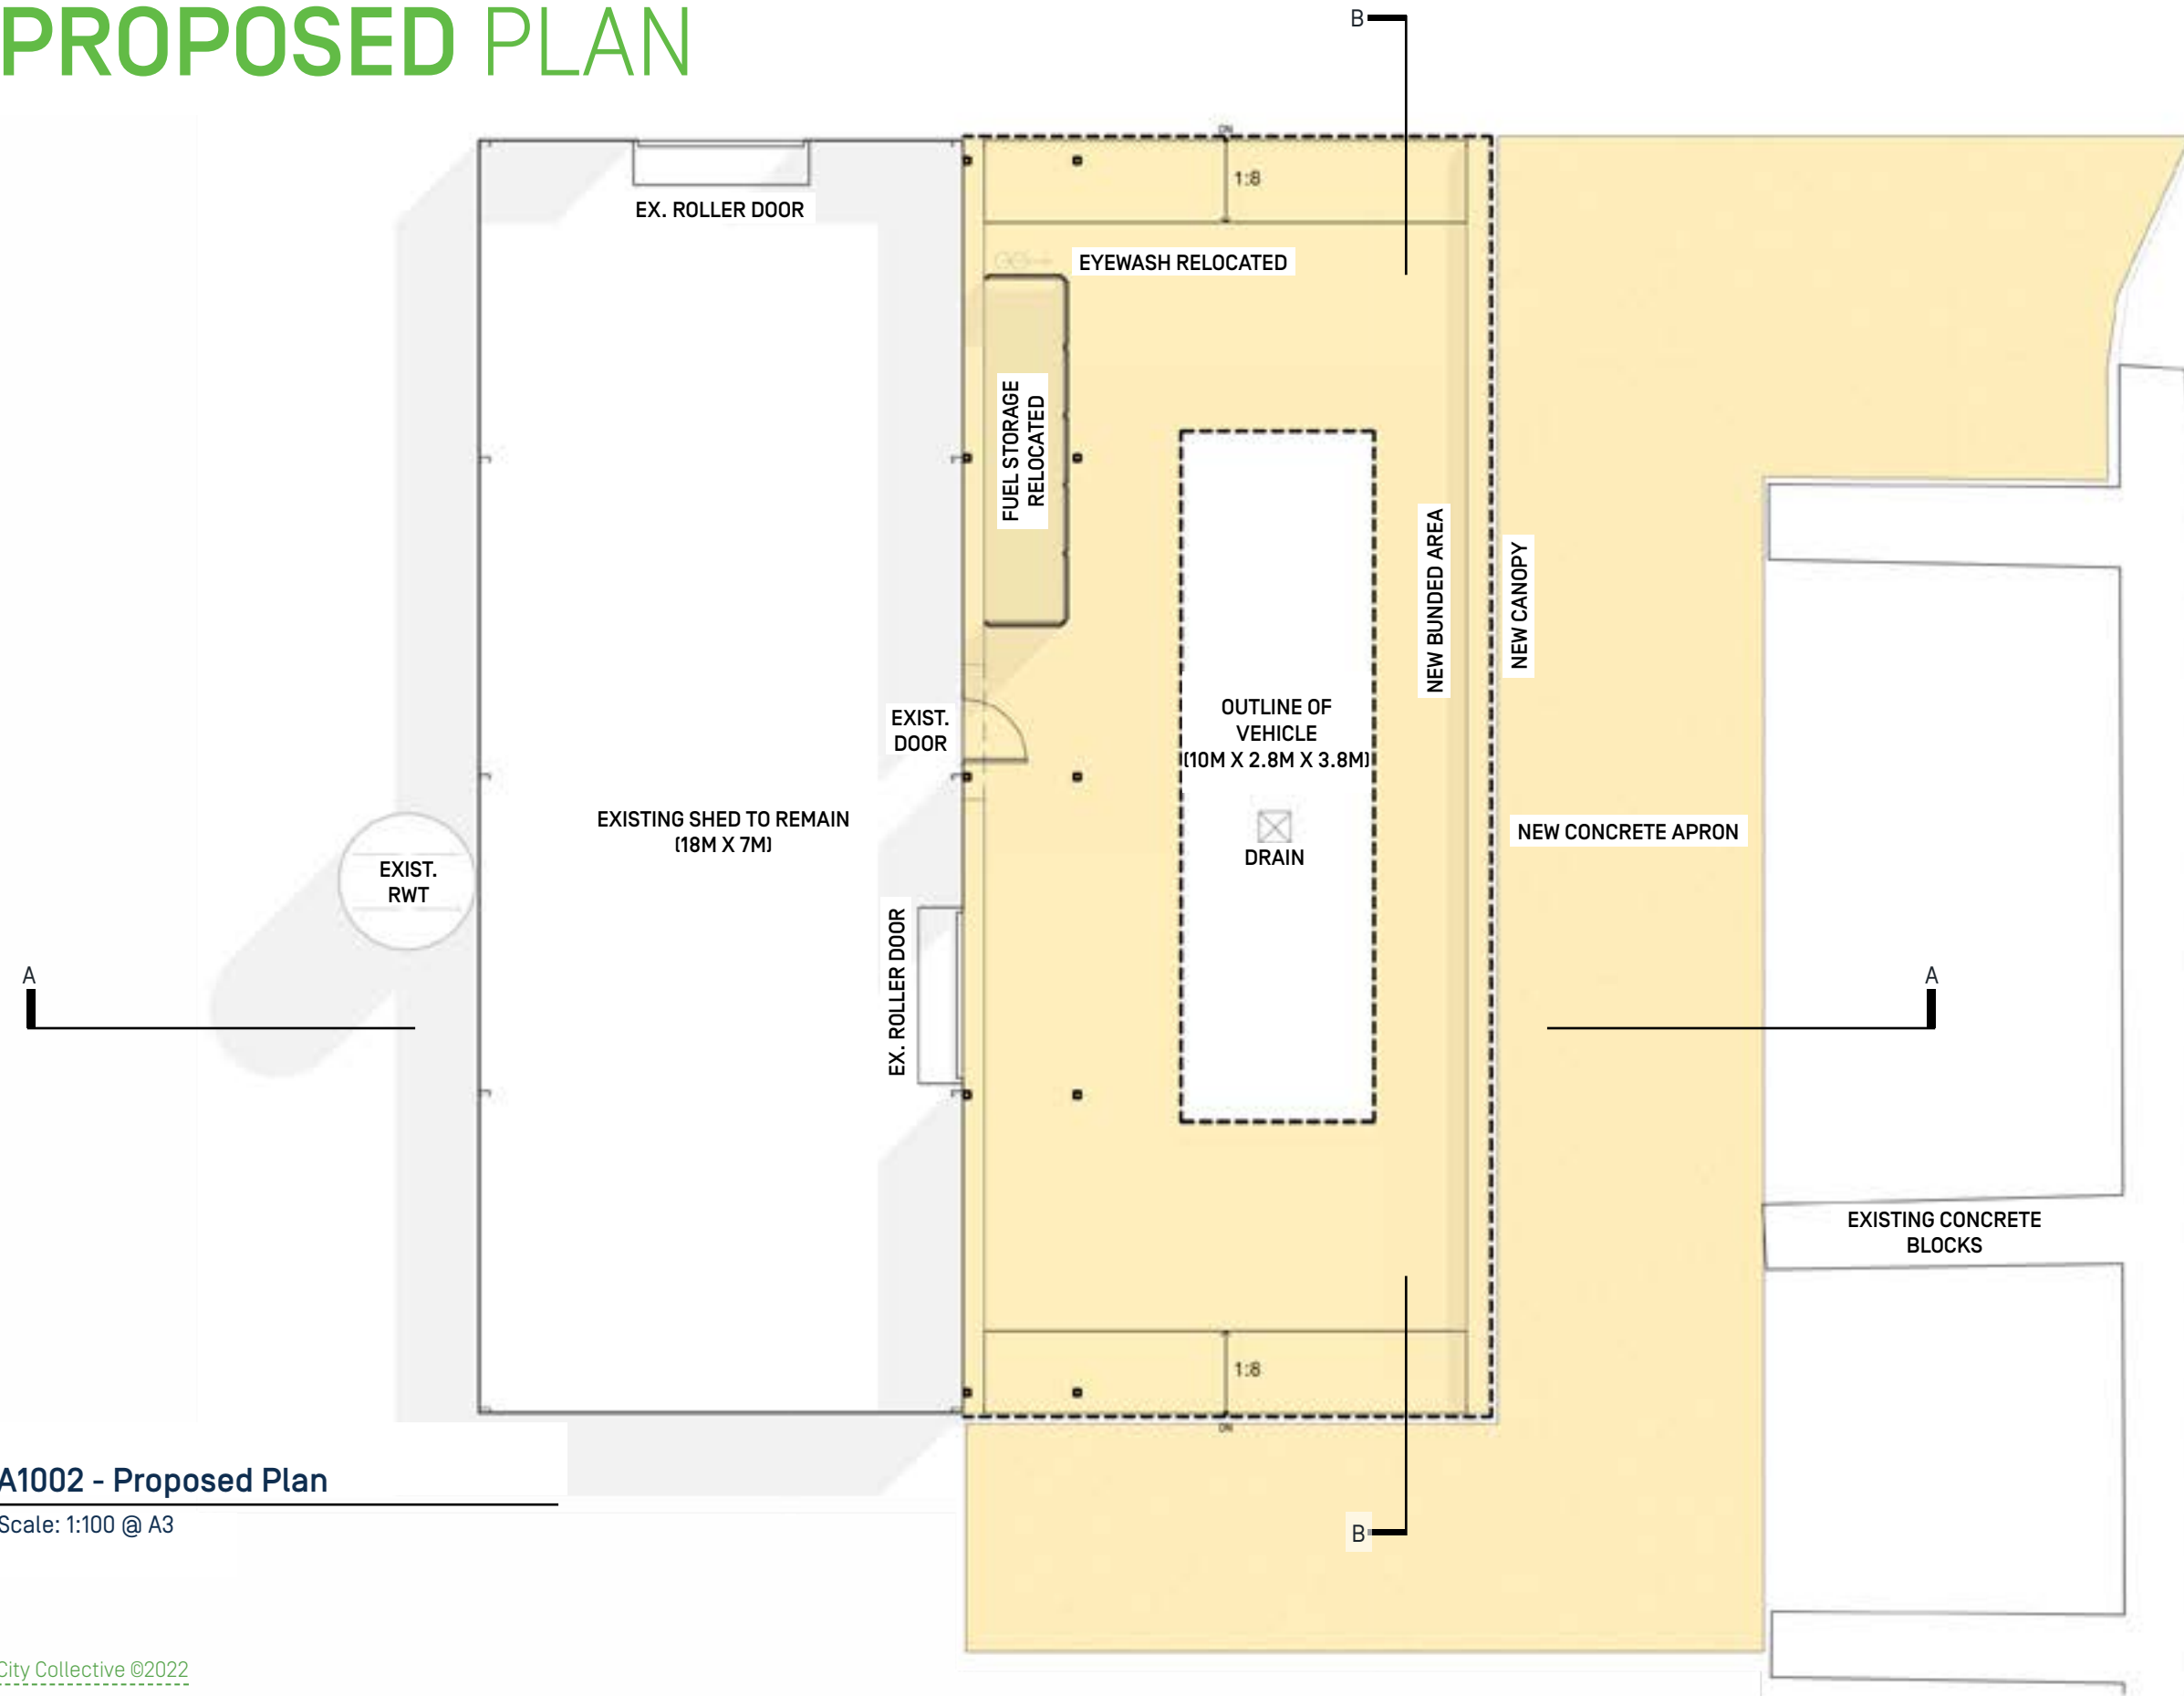 PROPOSED PLAN
B
DN
1:8
EX. ROLLER DOOR
EYEWASH RELOCATED
FUEL STORAGE
RELOCATED
NEW BUNDED AREA
NEW CANOPY
EXIST.
DOOR
OUTLINE OF
VEHICLE
(10M X 2.8M X 3.8M)
EXISTING SHED TO REMAIN
(18M X 7M)
NEW CONCRETE APRON
DRAIN
EXIST.
RWT
EX. ROLLER DOOR
A
A
EXISTING CONCRETE
BLOCKS
1:8
DN
B
A1002 - Proposed Plan
Scale: 1:100 @ A3
City Collective ©2022